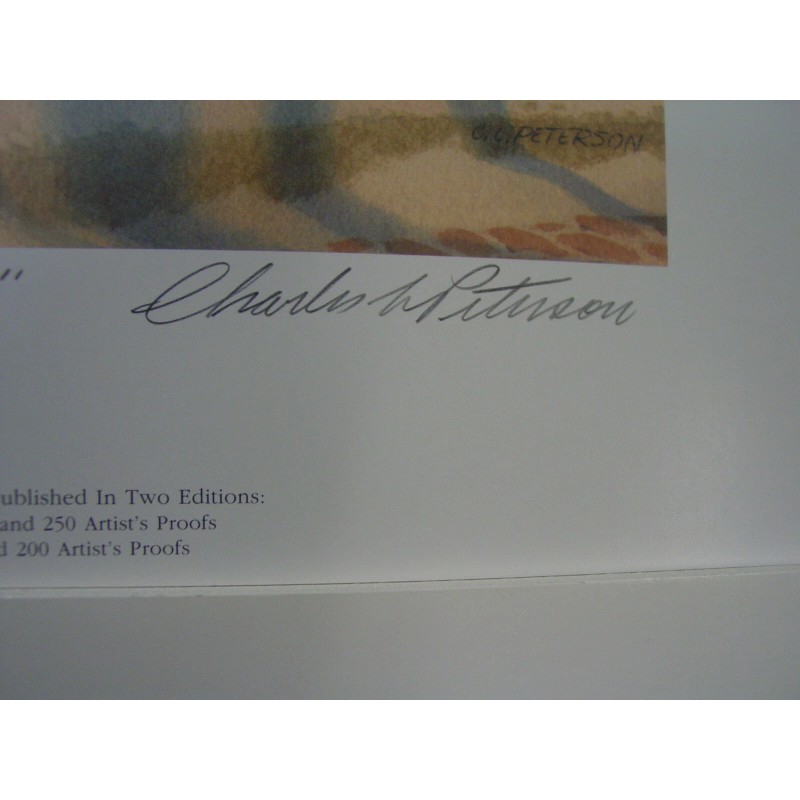 C.L. PETERSON
" Charles L Peterson
ublished In Two Editions:
and 250 Artist's Proofs
d 200 Artist's Proofs